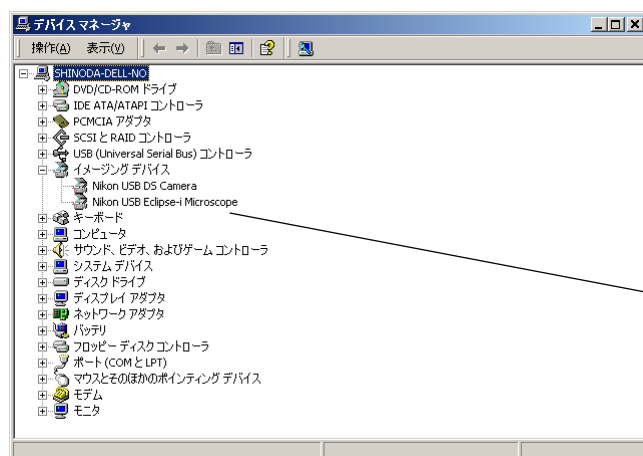 デバイス マネージャ
操作(A) 表示(V)
SHINODA-DELL-NO
DVD/CD-ROM ドライブ
IDE ATA/ATAPI コントローラ
PCMCIA アダプタ
SCSI と RAID コントローラ
USB (Universal Serial Bus) コントローラ
イメージング デバイス
Nikon USB DS Camera
Nikon USB Eclipse-i Microscope
キーボード
コンピュータ
サウンド、ビデオ、およびゲーム コントローラ
システム デバイス
ディスク ドライブ
ディスプレイ アダプタ
ネットワーク アダプタ
バッテリ
フロッピー ディスク コントローラ
ポート (COM と LPT)
マウスとそのほかのポインティング デバイス
モデム
モニタ